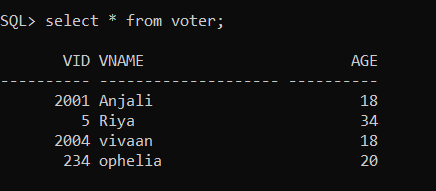 SQL> select * from voter;
       VID VNAME                       AGE
---------- -------------------- ----------
      2001 Anjali                       18
         5 Riya                         34
      2004 vivaan                       18
       234 ophelia                      20